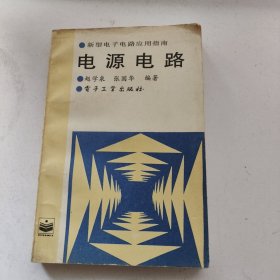 新型电子电路应用指南
电源电路
赵学泉 张国华 编著
电子工业出版社